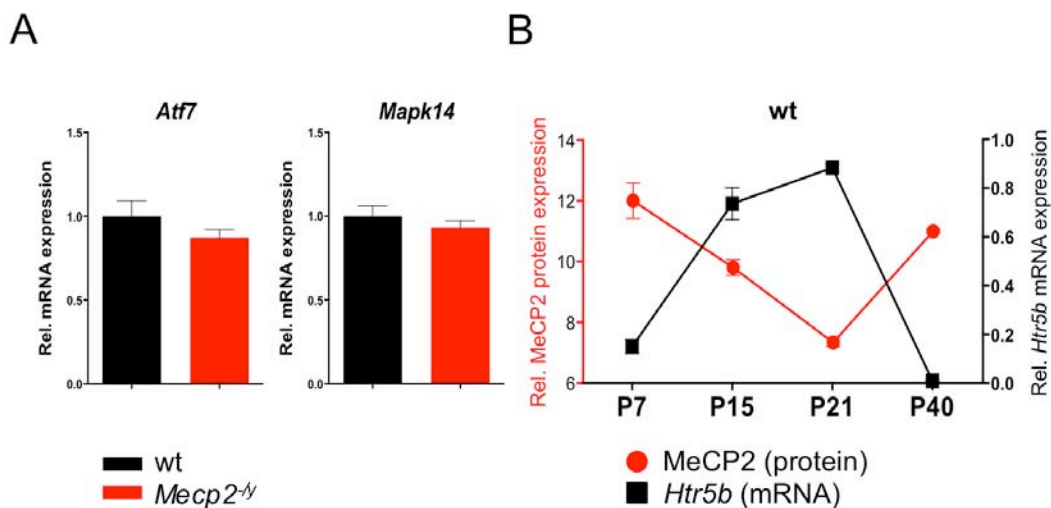 A
Atf7
Rel. mRNA expression
1.5
1.0
0.5
0.0
Mapk14
Rel. mRNA expression
1.5
1.0
0.5
0.0
wt
Mecp2-/y
B
wt
Rel. MeCP2 protein expression
14
12
10
8
6
1.0
0.8
0.6
0.4
0.2
0.0
Rel. Htr5b mRNA expression
P7 P15 P21 P40
MeCP2 (protein)
Htr5b (mRNA)